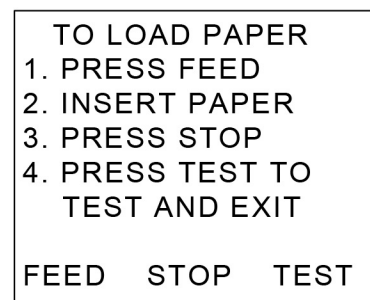 TO LOAD PAPER
1. PRESS FEED
2. INSERT PAPER
3. PRESS STOP
4. PRESS TEST TO
TEST AND EXIT
FEED STOP TEST